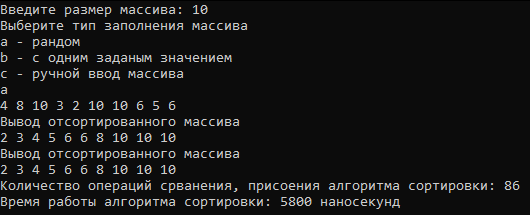 Введите размер массива: 10
Выберите тип заполнения массива
a - рандом
b - с одним заданым значением
c - ручной ввод массива
a
4 8 10 3 2 10 10 6 5 6
Вывод отсортированного массива
2 3 4 5 6 6 8 10 10 10
Вывод отсортированного массива
2 3 4 5 6 6 8 10 10 10
Количество операций срванения, присоения алгоритма сортировки: 86
Время работы алгоритма сортировки: 5800 наносекунд